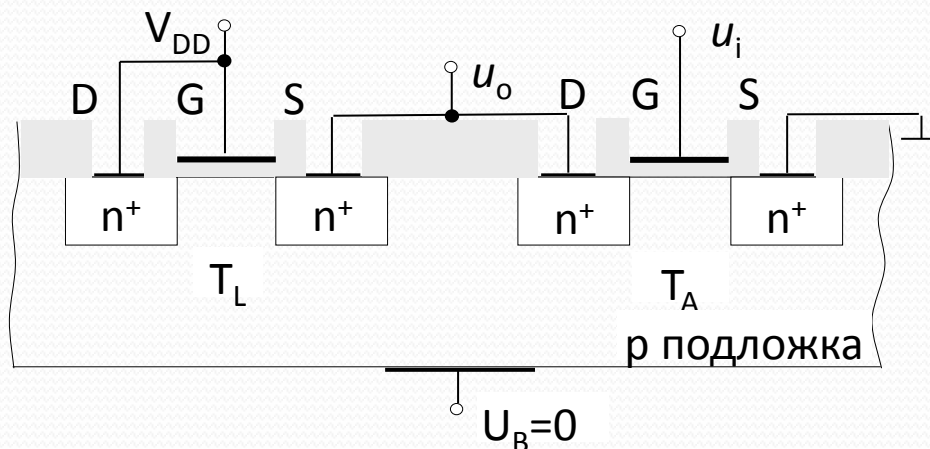 V_DD
u_i
u_o
D G S
D G S
n⁺ n⁺ n⁺ n⁺
T_L
T_A
р подложка
U_B=0